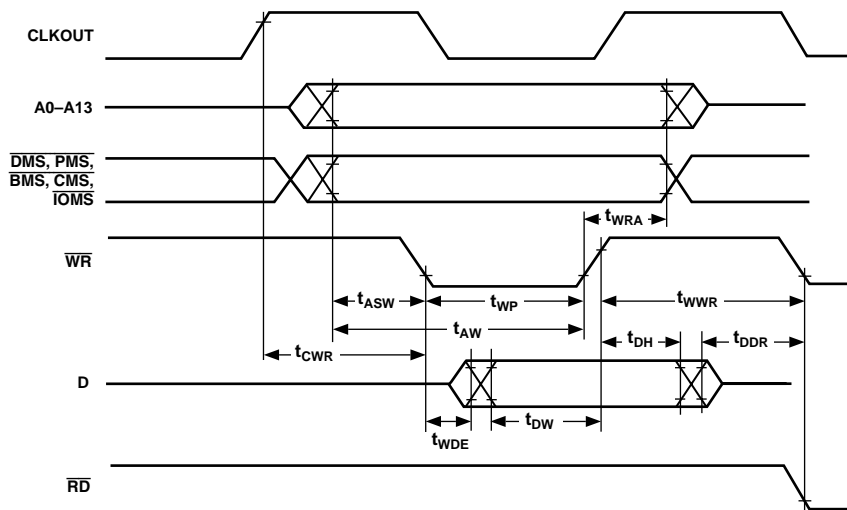 CLKOUT
A0–A13
DMS, PMS,
BMS, CMS,
IOMS
tWRA
WR
tASW
tWP
tWWR
tAW
tCWR
tDH
tDDR
D
tWDE
tDW
RD